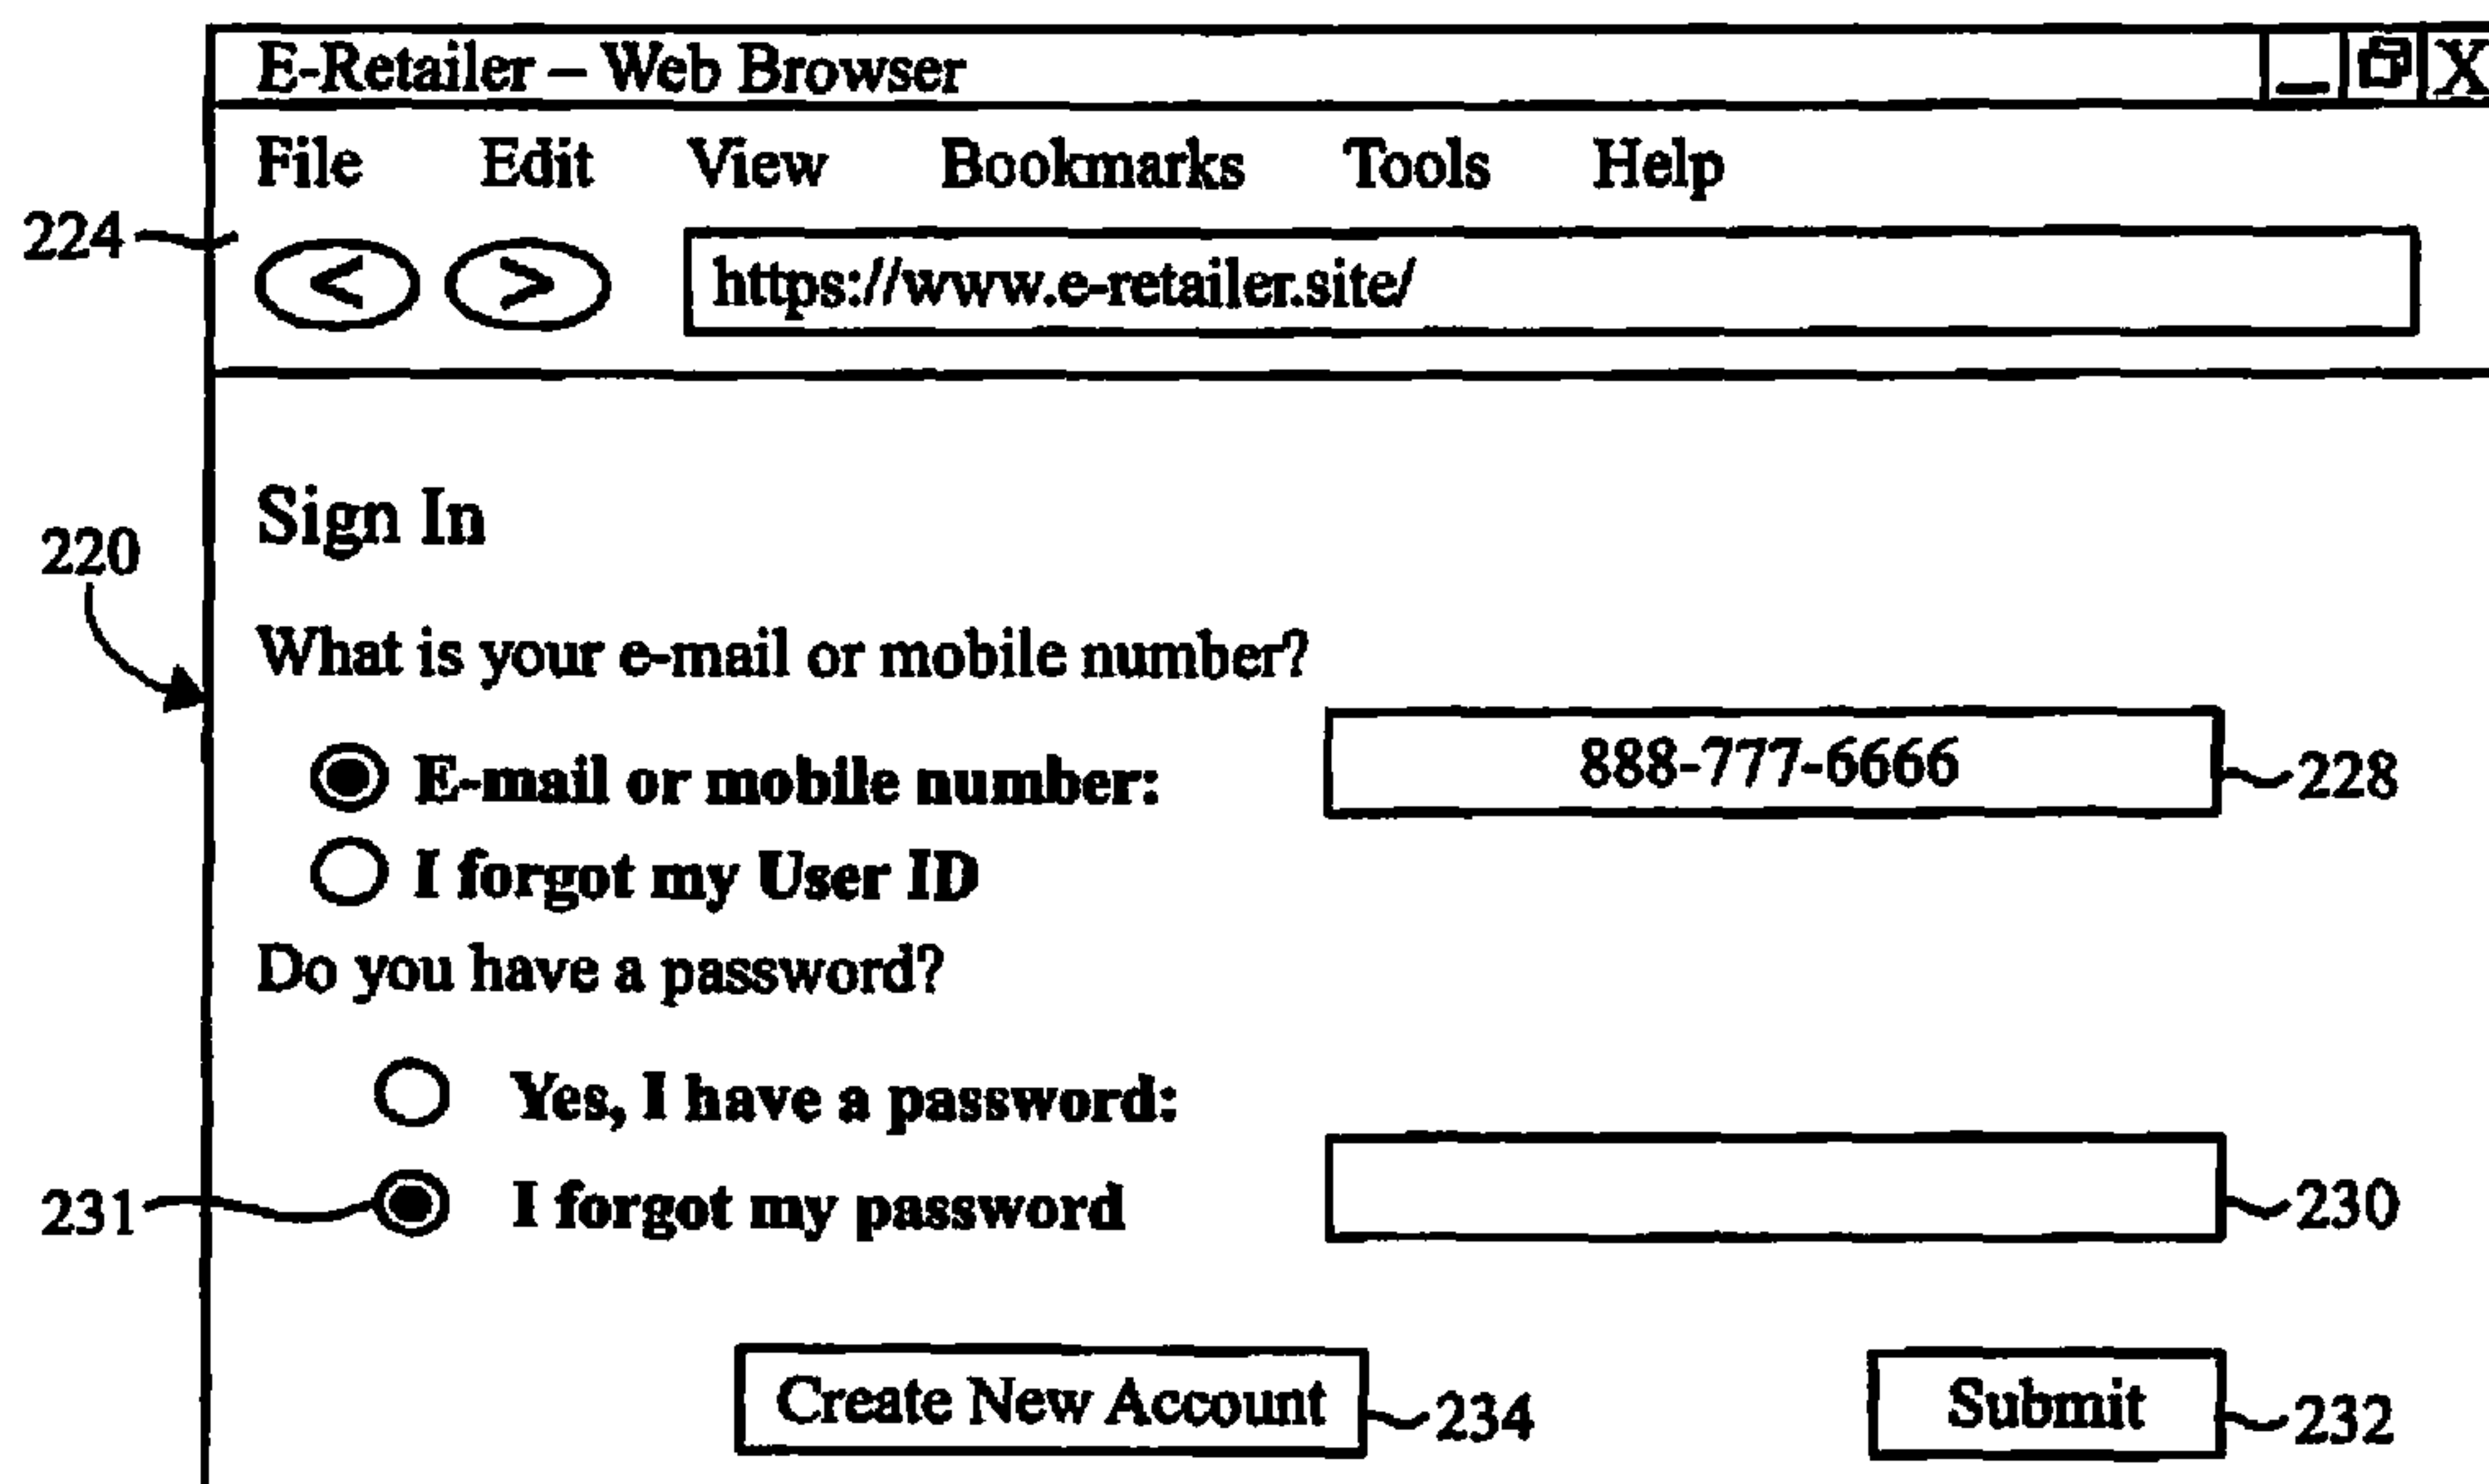 E-Retailer – Web Browser _ X
File Edit View Bookmarks Tools Help
224
< > https://www.e-retailer.site/
Sign In
220
What is your e-mail or mobile number?
E-mail or mobile number: 888-777-6666 228
I forgot my User ID
Do you have a password?
Yes, I have a password:
231 I forgot my password 230
Create New Account 234 Submit 232